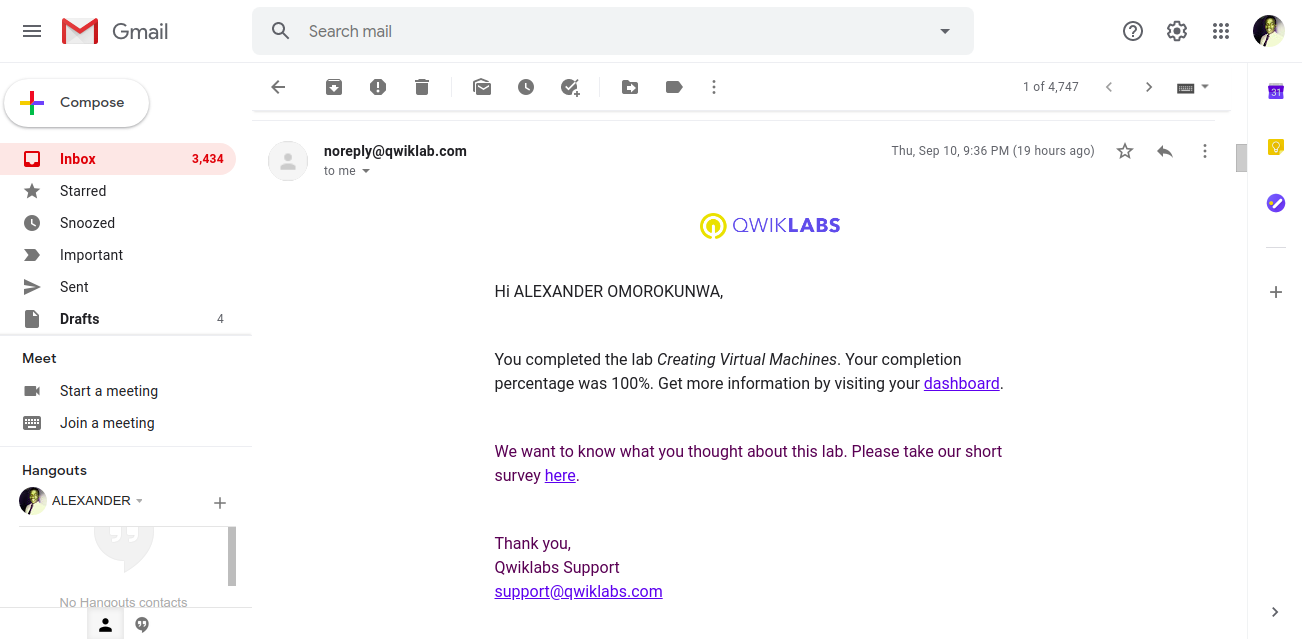 Gmail
Search mail
Compose
1 of 4,747
Inbox 3,434
Starred
Snoozed
Important
Sent
Drafts 4
Meet
Start a meeting
Join a meeting
Hangouts
ALEXANDER
No Hangouts contacts
noreply@qwiklab.com
Thu, Sep 10, 9:36 PM (19 hours ago)
to me
QWIKLABS
Hi ALEXANDER OMOROKUNWA,
You completed the lab Creating Virtual Machines. Your completion
percentage was 100%. Get more information by visiting your dashboard.
We want to know what you thought about this lab. Please take our short
survey here.
Thank you,
Qwiklabs Support
support@qwiklabs.com
31